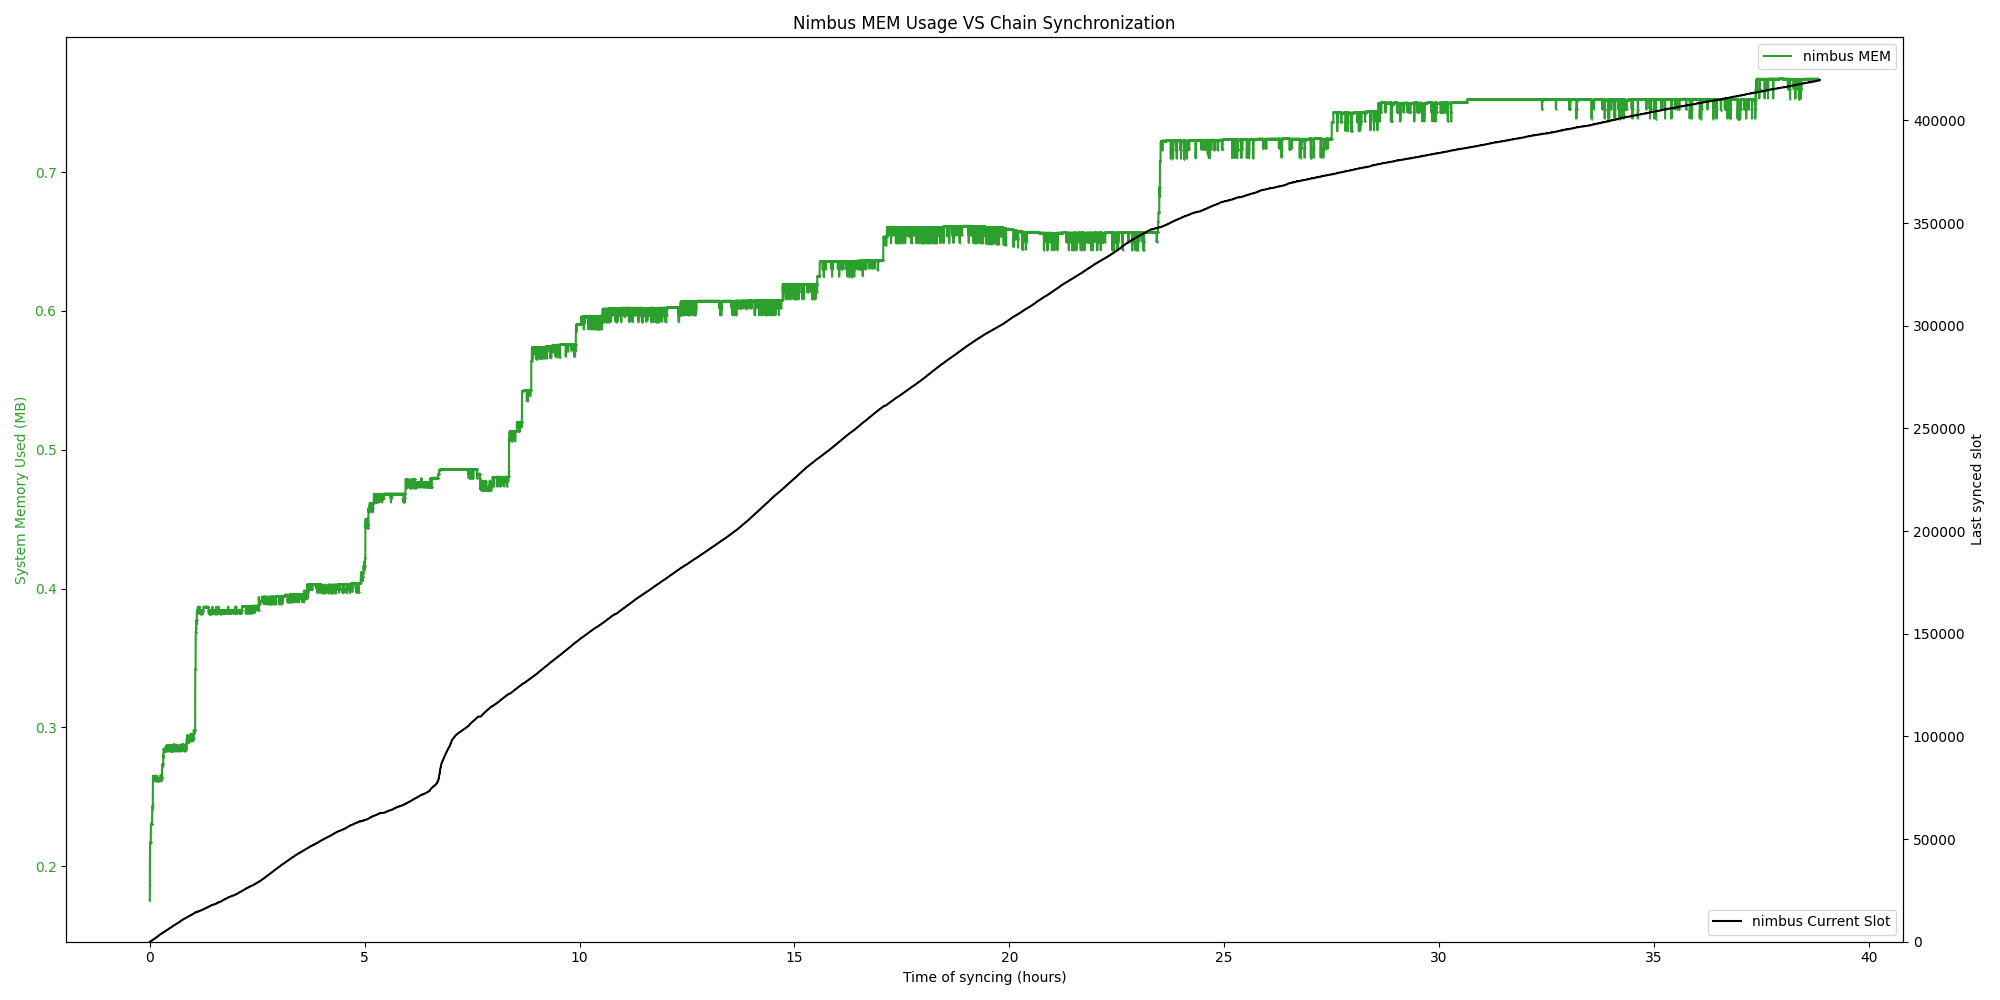 Nimbus MEM Usage VS Chain Synchronization
nimbus MEM
System Memory Used (MB)
0.7
0.6
0.5
0.4
0.3
0.2
400000
350000
300000
250000
200000
150000
100000
50000
0
Last synced slot
nimbus Current Slot
0 5 10 15 20 25 30 35 40
Time of syncing (hours)